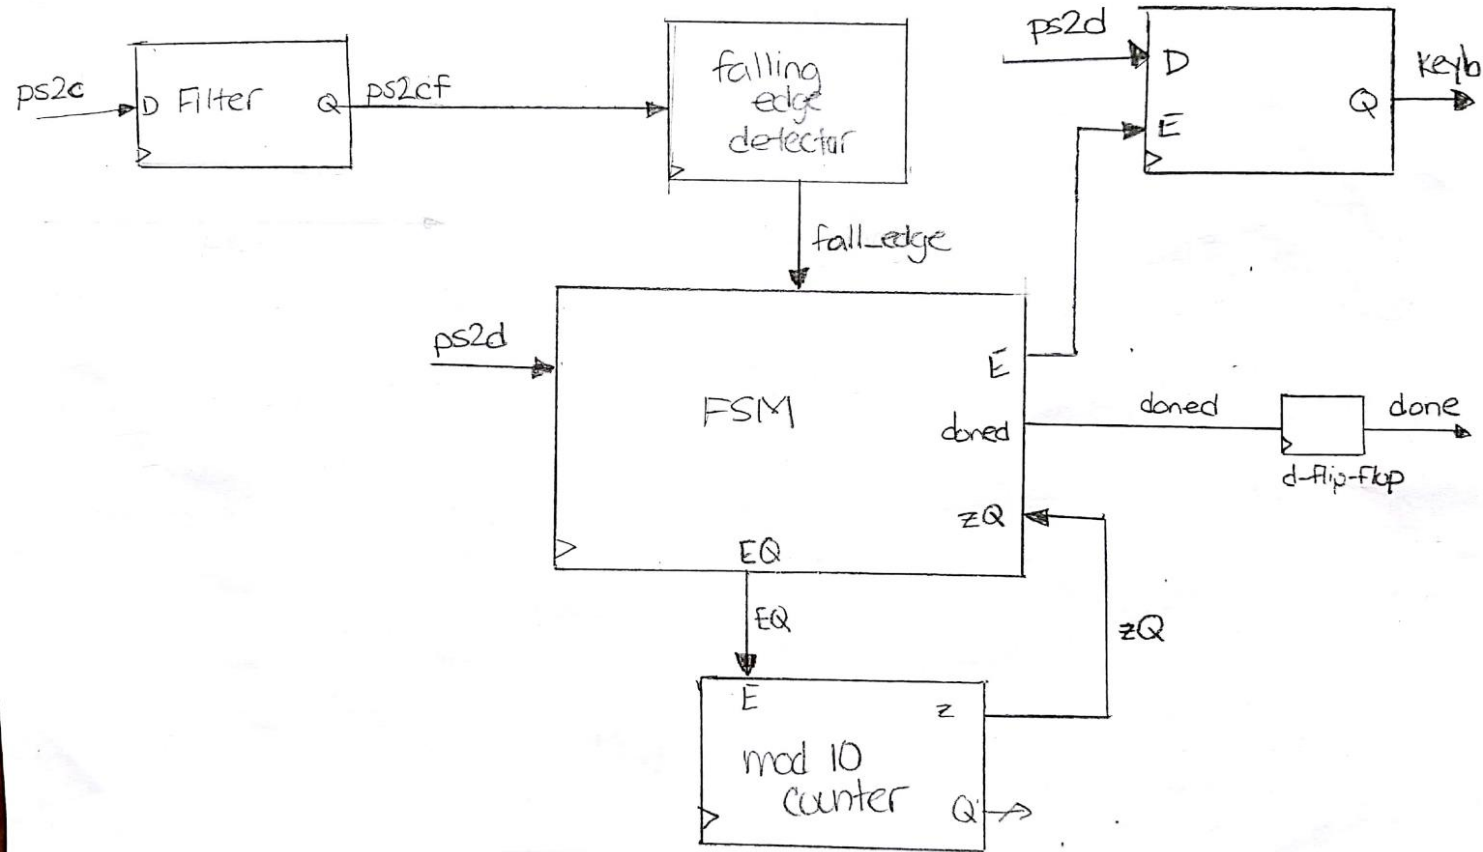 ps2c
D Filter Q
ps2cf
falling
edge
detector
ps2d
D
E
Q
keyb
fall_edge
ps2d
FSM
E
doned
zQ
EQ
doned
done
d-flip-flop
EQ
zQ
E
z
mod 10
counter
Q